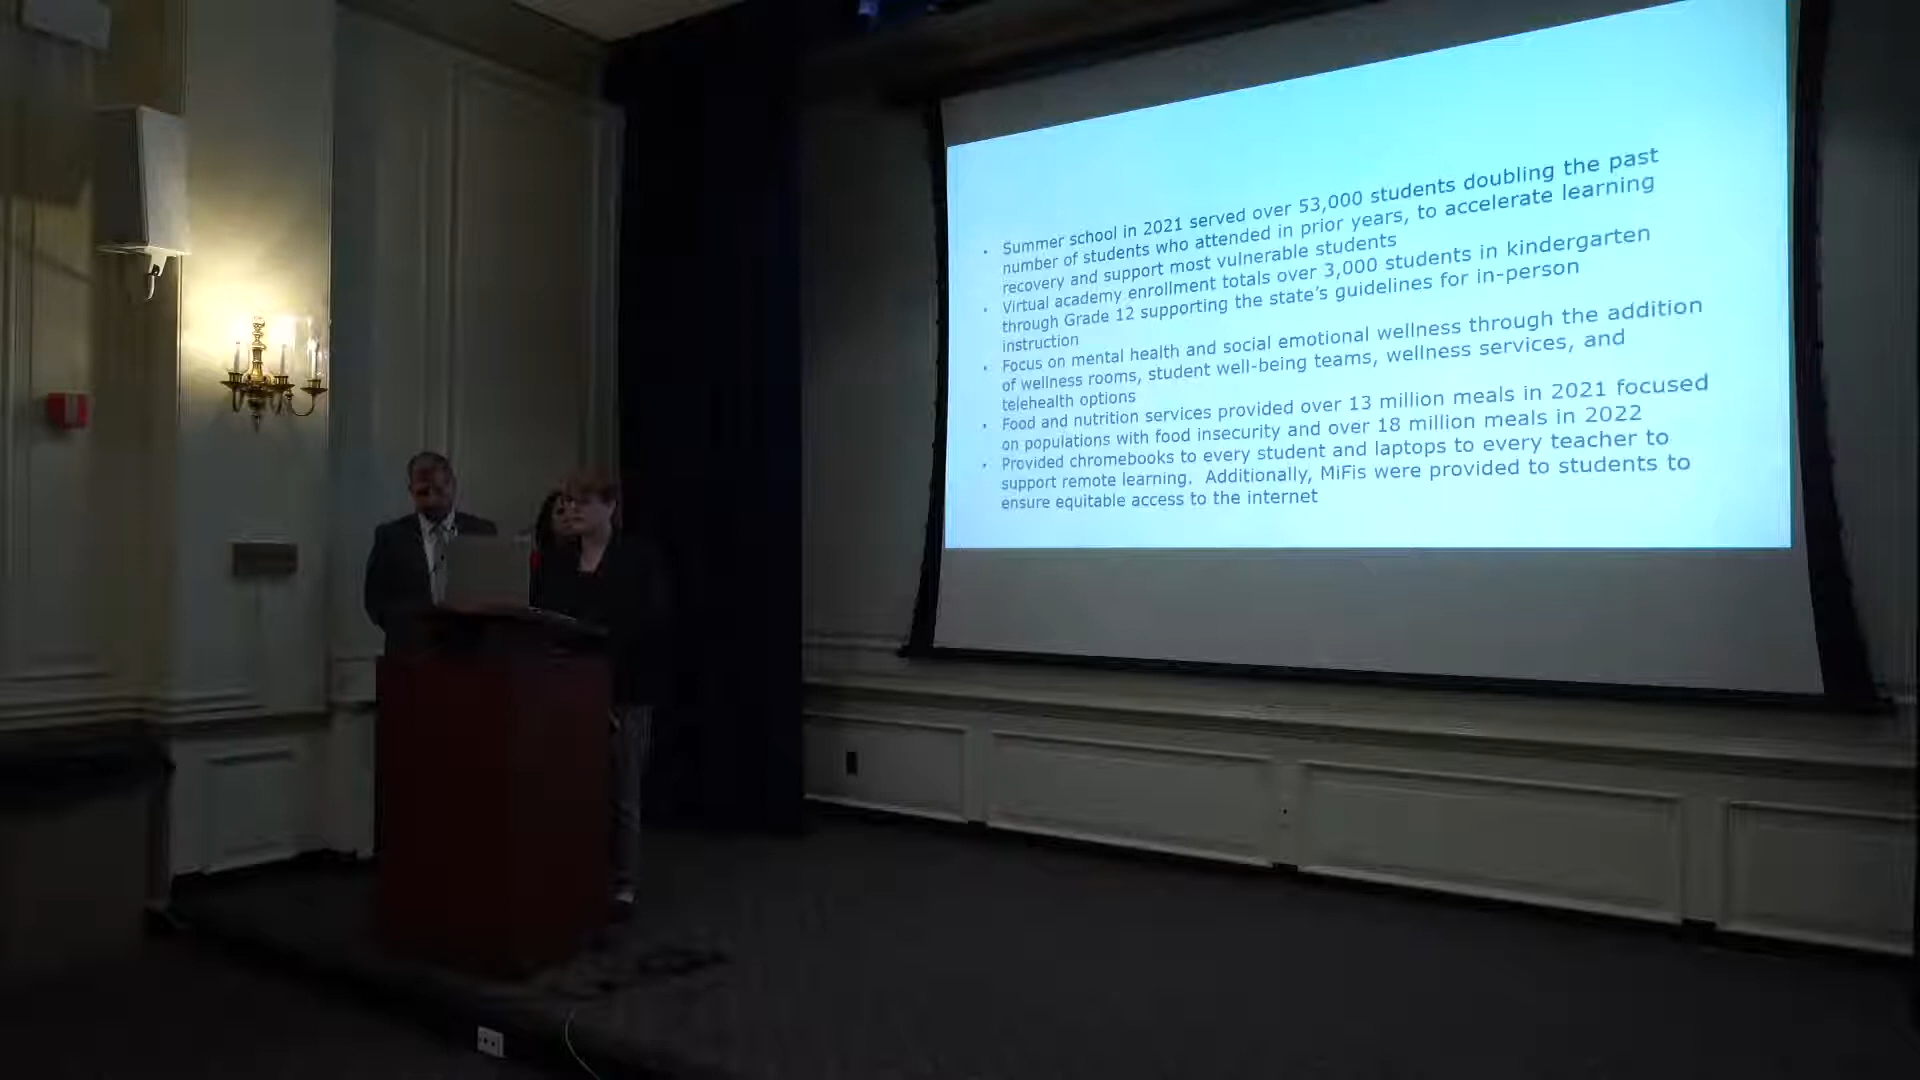 • Summer school in 2021 served over 53,000 students doubling the past
number of students who attended in prior years, to accelerate learning
recovery and support most vulnerable students
• Virtual academy enrollment totals over 3,000 students in kindergarten
through Grade 12 supporting the state's guidelines for in-person
instruction
• Focus on mental health and social emotional wellness through the addition
of wellness rooms, student well-being teams, wellness services, and
telehealth options
• Food and nutrition services provided over 13 million meals in 2021 focused
on populations with food insecurity and over 18 million meals in 2022
• Provided chromebooks to every student and laptops to every teacher to
support remote learning. Additionally, MiFis were provided to students to
ensure equitable access to the internet